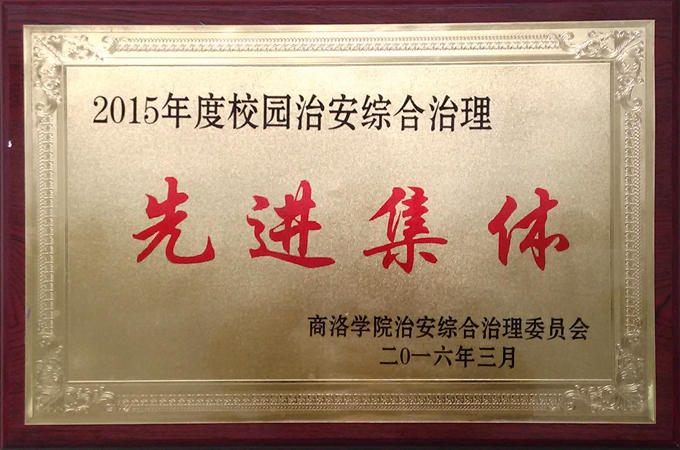 2015年度校园治安综合治理
先进集体
商洛学院治安综合治理委员会
二0一六年三月